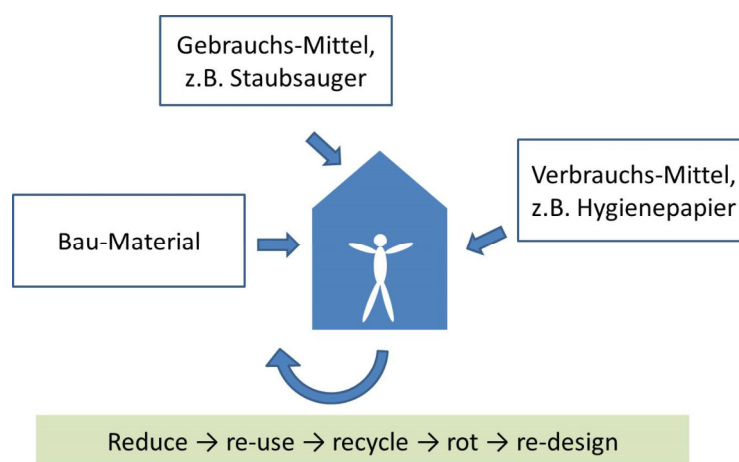 Gebrauchs-Mittel,
z.B. Staubsauger
Verbrauchs-Mittel,
z.B. Hygienepapier
Bau-Material
Reduce → re-use → recycle → rot → re-design